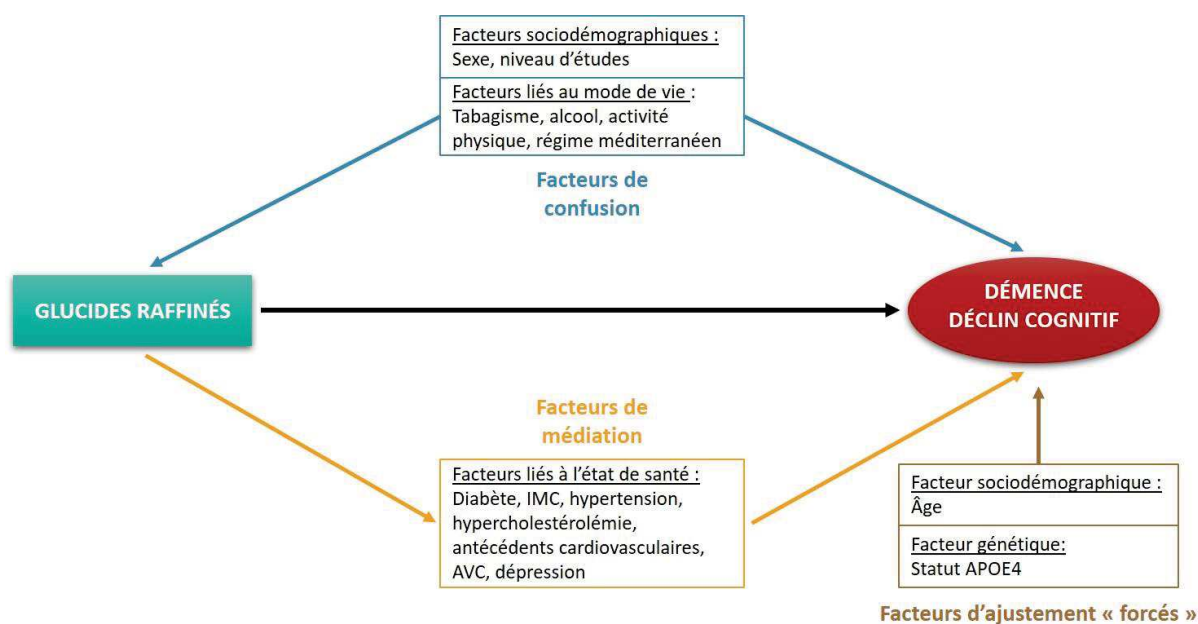 Facteurs sociodémographiques :
Sexe, niveau d'études
Facteurs liés au mode de vie :
Tabagisme, alcool, activité
physique, régime méditerranéen
Facteurs de
confusion
GLUCIDES RAFFINÉS
DÉMENCE
DÉCLIN COGNITIF
Facteurs de
médiation
Facteurs liés à l'état de santé :
Diabète, IMC, hypertension,
hypercholestérolémie,
antécédents cardiovasculaires,
AVC, dépression
Facteur sociodémographique :
Âge
Facteur génétique:
Statut APOE4
Facteurs d'ajustement « forcés »